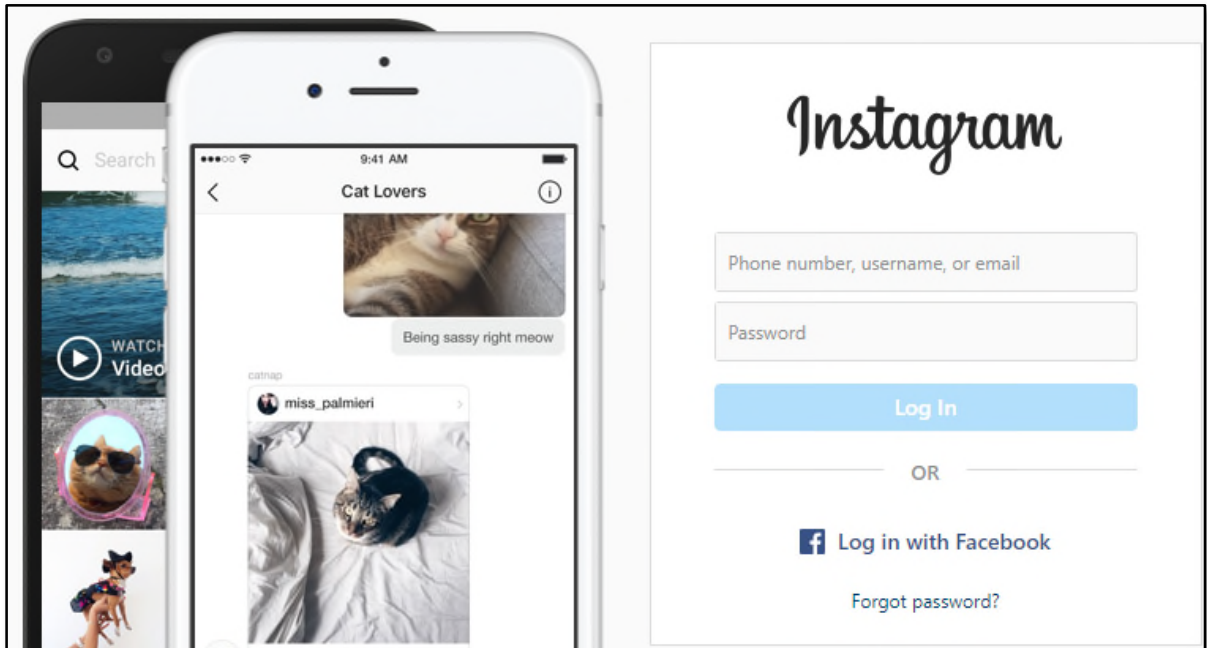 Search
WATCH
Video
9:41 AM
Cat Lovers
Being sassy right meow
catnap
miss_palmieri
Instagram
Phone number, username, or email
Password
Log In
OR
Log in with Facebook
Forgot password?